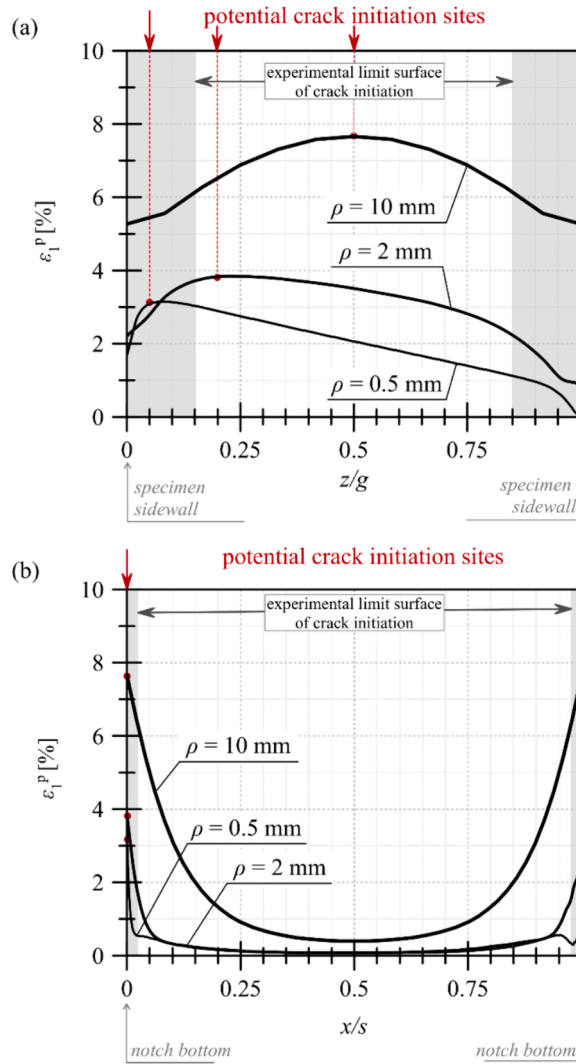 (a)
potential crack initiation sites
10
experimental limit surface
of crack initiation
8
6
ρ = 10 mm
ε₁ᵖ [%]
4
ρ = 2 mm
2
ρ = 0.5 mm
0
0 0.25 0.5 0.75
z/g
specimen
sidewall
specimen
sidewall
(b)
potential crack initiation sites
10
experimental limit surface
of crack initiation
8
6
ρ = 10 mm
ε₁ᵖ [%]
4
ρ = 0.5 mm
2
ρ = 2 mm
0
0 0.25 0.5 0.75
x/s
notch bottom
notch bottom